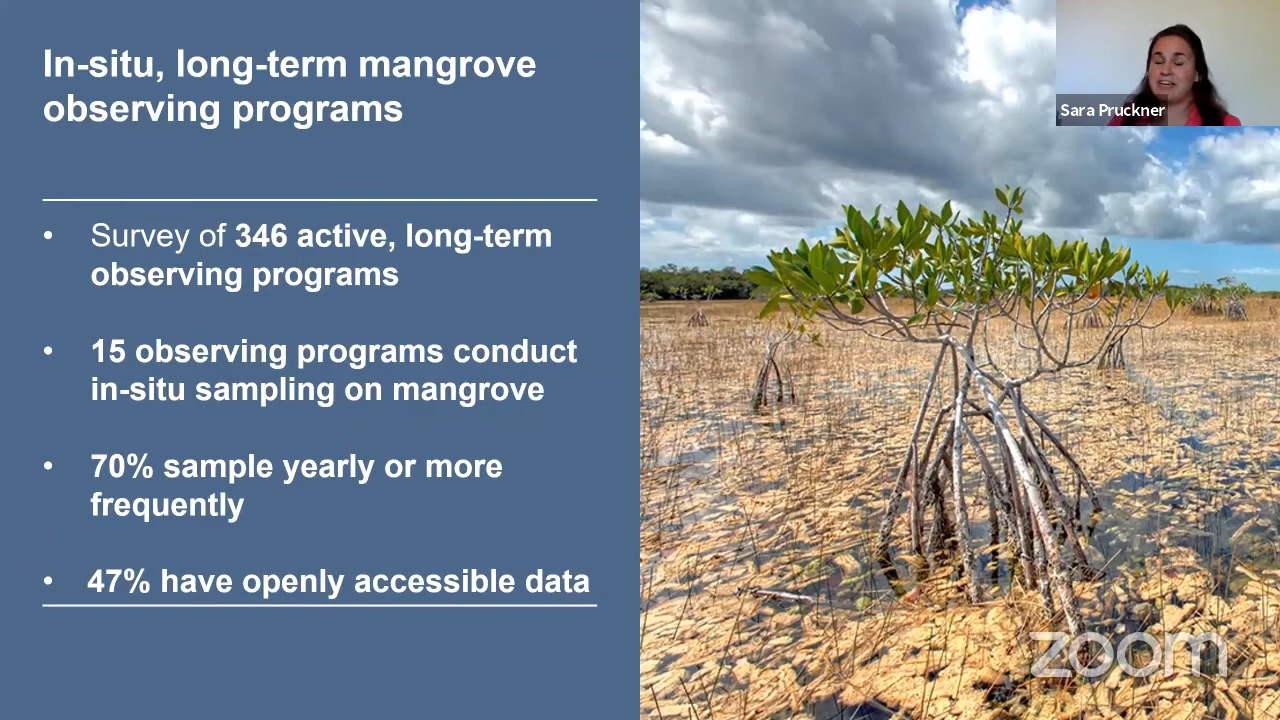 In-situ, long-term mangrove
observing programs
• Survey of 346 active, long-term
observing programs
• 15 observing programs conduct
in-situ sampling on mangrove
• 70% sample yearly or more
frequently
• 47% have openly accessible data
Sara Pruckner
zoom